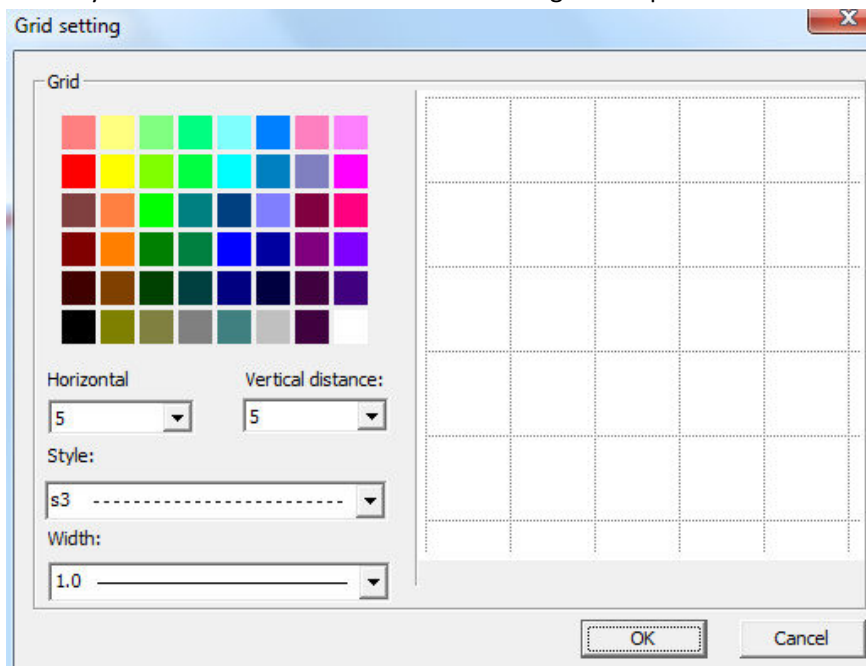 Grid setting
Grid
Horizontal
Vertical distance:
5
5
Style:
s3
Width:
1.0
OK
Cancel